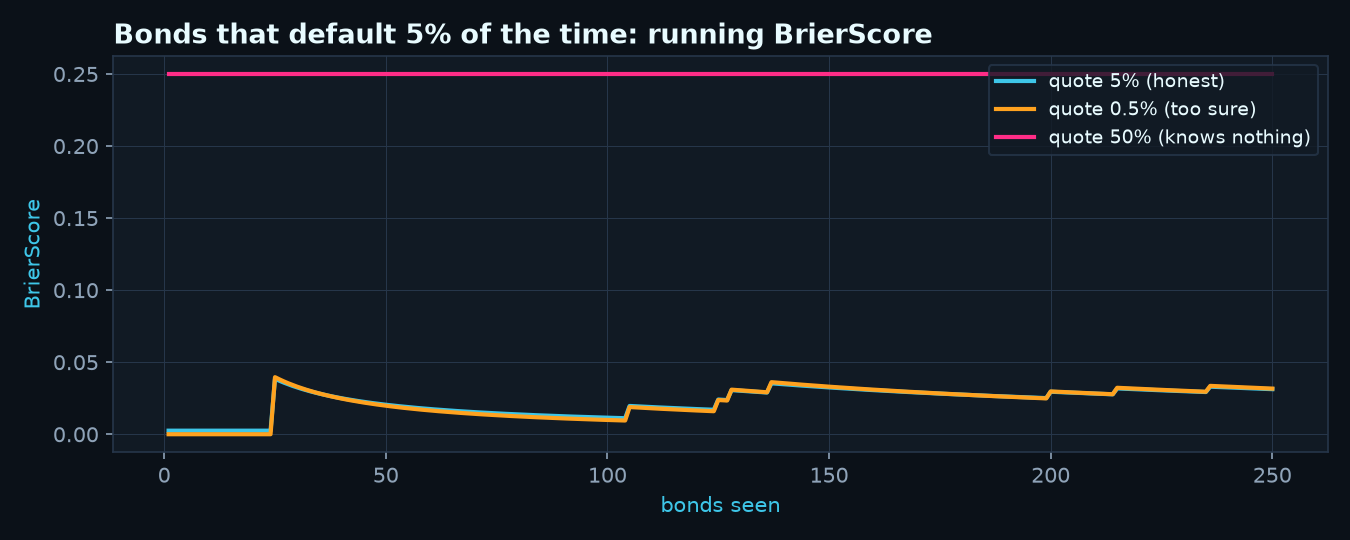 Bonds that default 5% of the time: running BrierScore
0.25
0.20
0.15
0.10
0.05
0.00
BrierScore
quote 5% (honest)
quote 0.5% (too sure)
quote 50% (knows nothing)
0 50 100 150 200 250
bonds seen